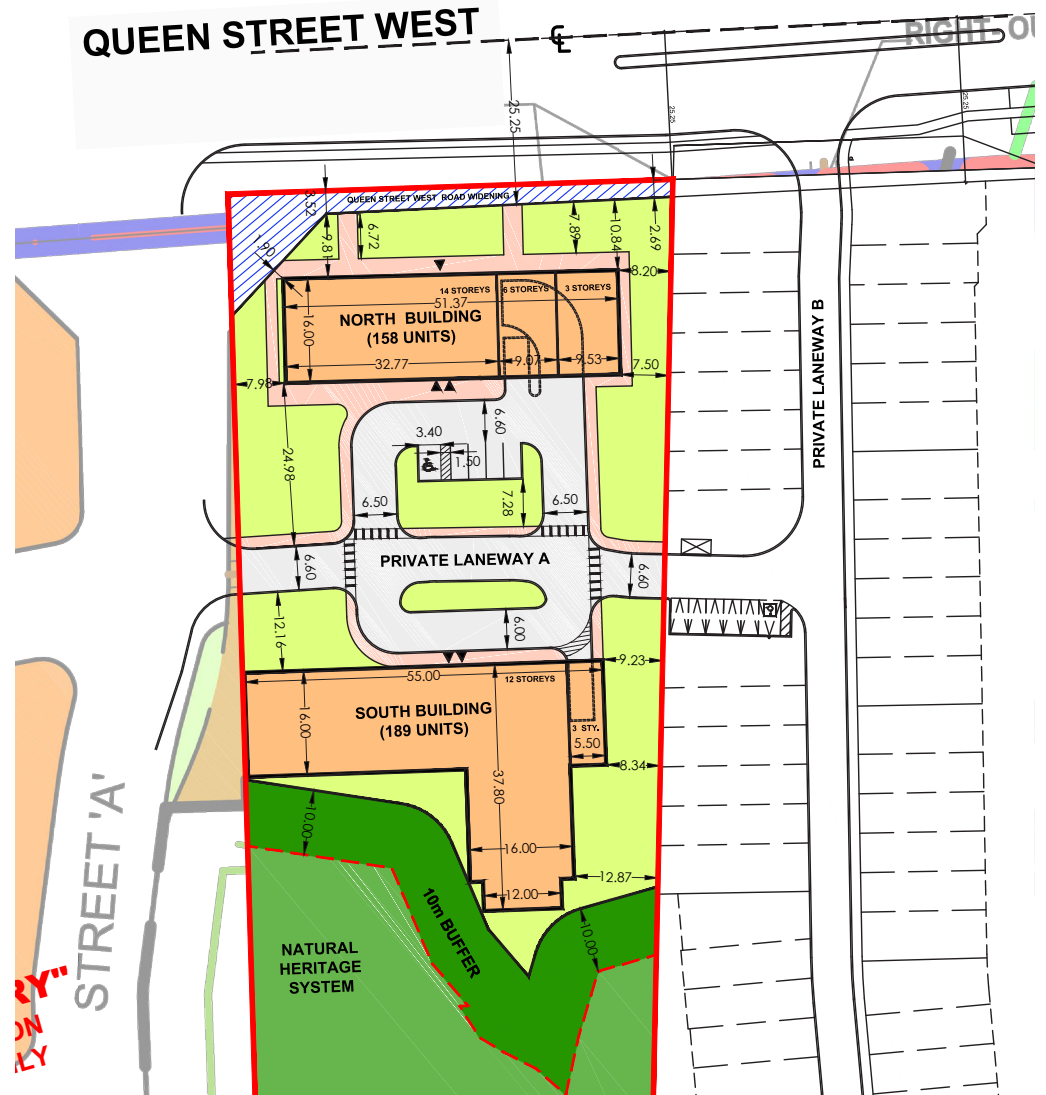 QUEEN STREET WEST
RIGHT-OU
25.25
25.25
25.25
QUEEN STREET WEST ROAD WIDENING
3.52
9.81
6.72
7.89
10.84
2.69
1.90
8.20
14 STOREYS
6 STOREYS
3 STOREYS
51.37
16.00
NORTH BUILDING
(158 UNITS)
32.77
9.07
9.53
7.50
7.98
PRIVATE LANEWAY B
6.60
3.40
1.50
24.98
7.28
6.50
6.50
PRIVATE LANEWAY A
6.60
6.60
12.16
6.00
9.23
55.00
12 STOREYS
16.00
SOUTH BUILDING
(189 UNITS)
3 STY.
5.50
8.34
37.80
10.00
16.00
12.87
12.00
10m BUFFER
10.00
NATURAL
HERITAGE
SYSTEM
STREET 'A'
RY"
ON
ILY